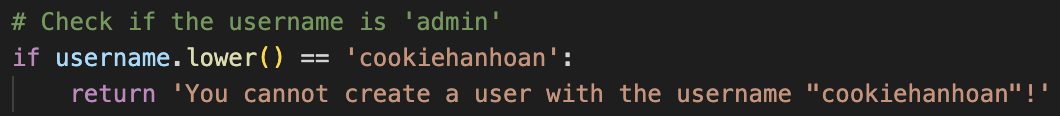 # Check if the username is 'admin'
if username.lower() == 'cookiehanhoan':
    return 'You cannot create a user with the username "cookiehanhoan"!'